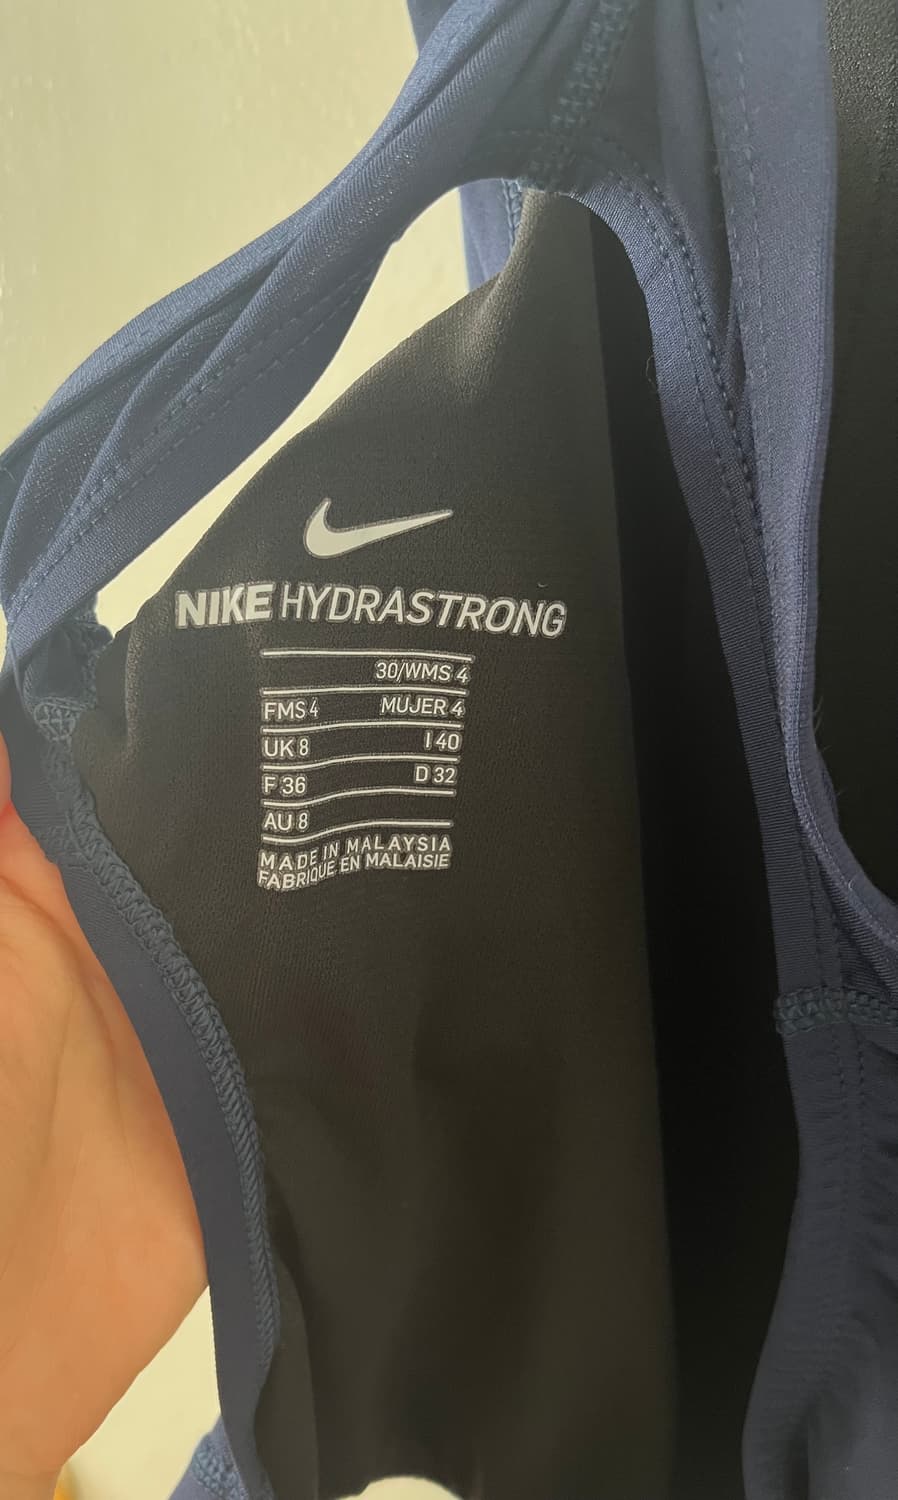 NIKE HYDRASTRONG
30/WMS 4
FMS 4 MUJER 4
UK 8 I 40
F 36 D 32
AU 8
MADE IN MALAYSIA
FABRIQUE EN MALAISIE